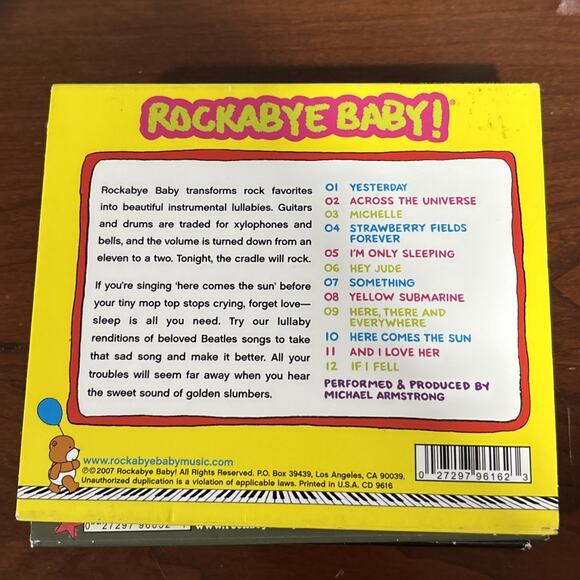 ROCKABYE BABY!®
Rockabye Baby transforms rock favorites
into beautiful instrumental lullabies. Guitars
and drums are traded for xylophones and
bells, and the volume is turned down from an
eleven to a two. Tonight, the cradle will rock.
If you're singing 'here comes the sun' before
your tiny mop top stops crying, forget love—
sleep is all you need. Try our lullaby
renditions of beloved Beatles songs to take
that sad song and make it better. All your
troubles will seem far away when you hear
the sweet sound of golden slumbers.
01 YESTERDAY
02 ACROSS THE UNIVERSE
03 MICHELLE
04 STRAWBERRY FIELDS
FOREVER
05 I'M ONLY SLEEPING
06 HEY JUDE
07 SOMETHING
08 YELLOW SUBMARINE
09 HERE, THERE AND
EVERYWHERE
10 HERE COMES THE SUN
11 AND I LOVE HER
12 IF I FELL
PERFORMED & PRODUCED BY
MICHAEL ARMSTRONG
www.rockabyebabymusic.com
℗©2007 Rockabye Baby! All Rights Reserved. P.O. Box 39439, Los Angeles, CA 90039.
Unauthorized duplication is a violation of applicable laws. Printed in U.S.A. CD 9616
0 27297 96162 3